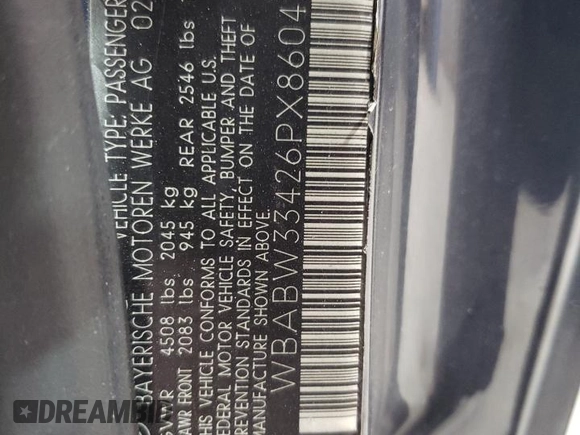 VEHICLE TYPE: PASSENGER
BAYERISCHE MOTOREN WERKE AG 02
4508 lbs 2045 kg
GAWR FRONT 2083 lbs 945 kg REAR 2546 lbs
THIS VEHICLE CONFORMS TO ALL APPLICABLE U.S.
FEDERAL MOTOR VEHICLE SAFETY, BUMPER AND THEFT
PREVENTION STANDARDS IN EFFECT ON THE DATE OF
MANUFACTURE SHOWN ABOVE.
WBABW33426PX8604
DREAMBID